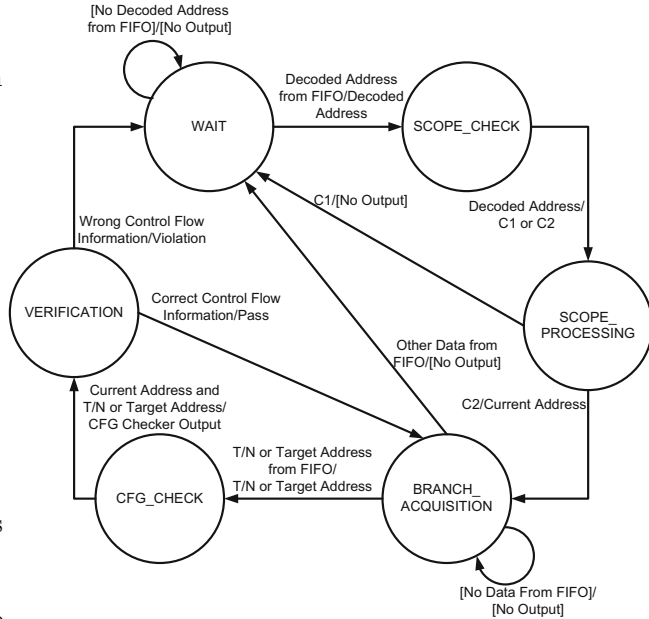 [No Decoded Address
from FIFO]/[No Output]
WAIT
Decoded Address
from FIFO/Decoded
Address
SCOPE_CHECK
C1/[No Output]
Decoded Address/
C1 or C2
Wrong Control Flow
Information/Violation
VERIFICATION
Correct Control Flow
Information/Pass
SCOPE_
PROCESSING
Other Data from
FIFO/[No Output]
C2/Current Address
Current Address and
T/N or Target Address/
CFG Checker Output
T/N or Target Address
from FIFO/
T/N or Target Address
CFG_CHECK
BRANCH_
ACQUISITION
[No Data From FIFO]/
[No Output]